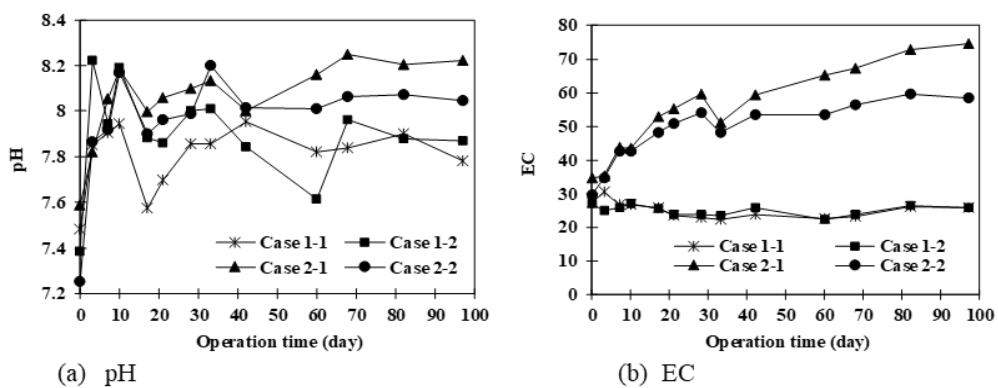 8.4
8.2
8
7.8
7.6
7.4
7.2
pH
0 10 20 30 40 50 60 70 80 90 100
Operation time (day)
Case 1-1 Case 1-2
Case 2-1 Case 2-2
(a) pH
80
70
60
50
40
30
20
10
0
EC
0 10 20 30 40 50 60 70 80 90 100
Operation time (day)
Case 1-1 Case 1-2
Case 2-1 Case 2-2
(b) EC